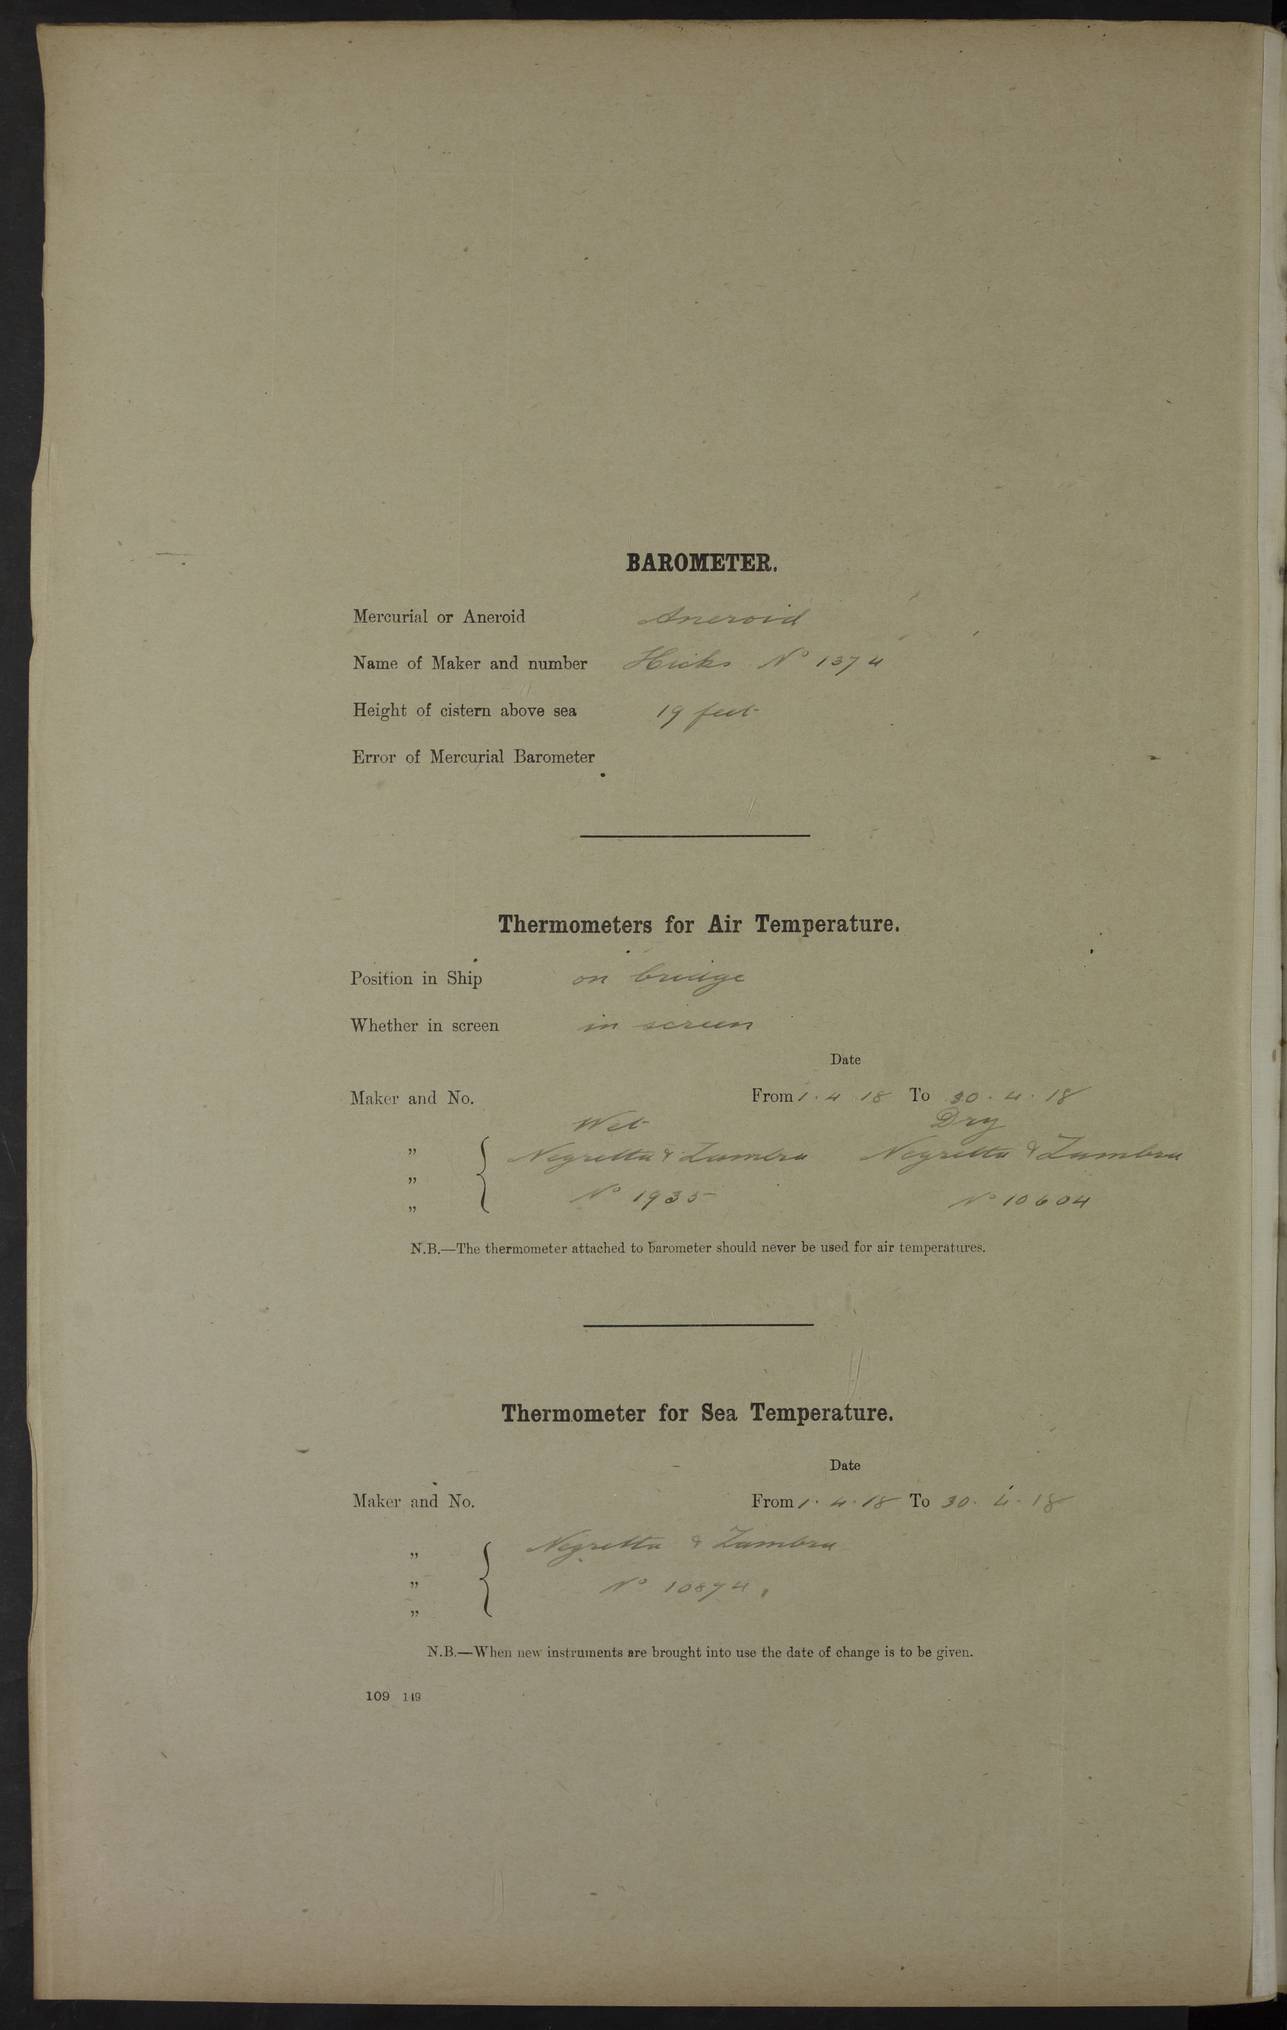 BAROMETER.
Mercurial or Aneroid Aneroid
Name of Maker and number Hicks No 1374
Height of cistern above sea 19 feet
Error of Mercurial Barometer
Thermometers for Air Temperature.
Position in Ship on bridge
Whether in screen in screen
Date
Maker and No. From 1.4.18 To 30.4.18
Wet Dry
„ Negretta & Zambra Negretta & Zambra
„
„ No 1935 No 10604
N.B.—The thermometer attached to barometer should never be used for air temperatures.
Thermometer for Sea Temperature.
Date
Maker and No. From 1.4.18 To 30.4.18
„ Negretta & Zambra
„ No 10874.
„
N.B.—When new instruments are brought into use the date of change is to be given.
109 149